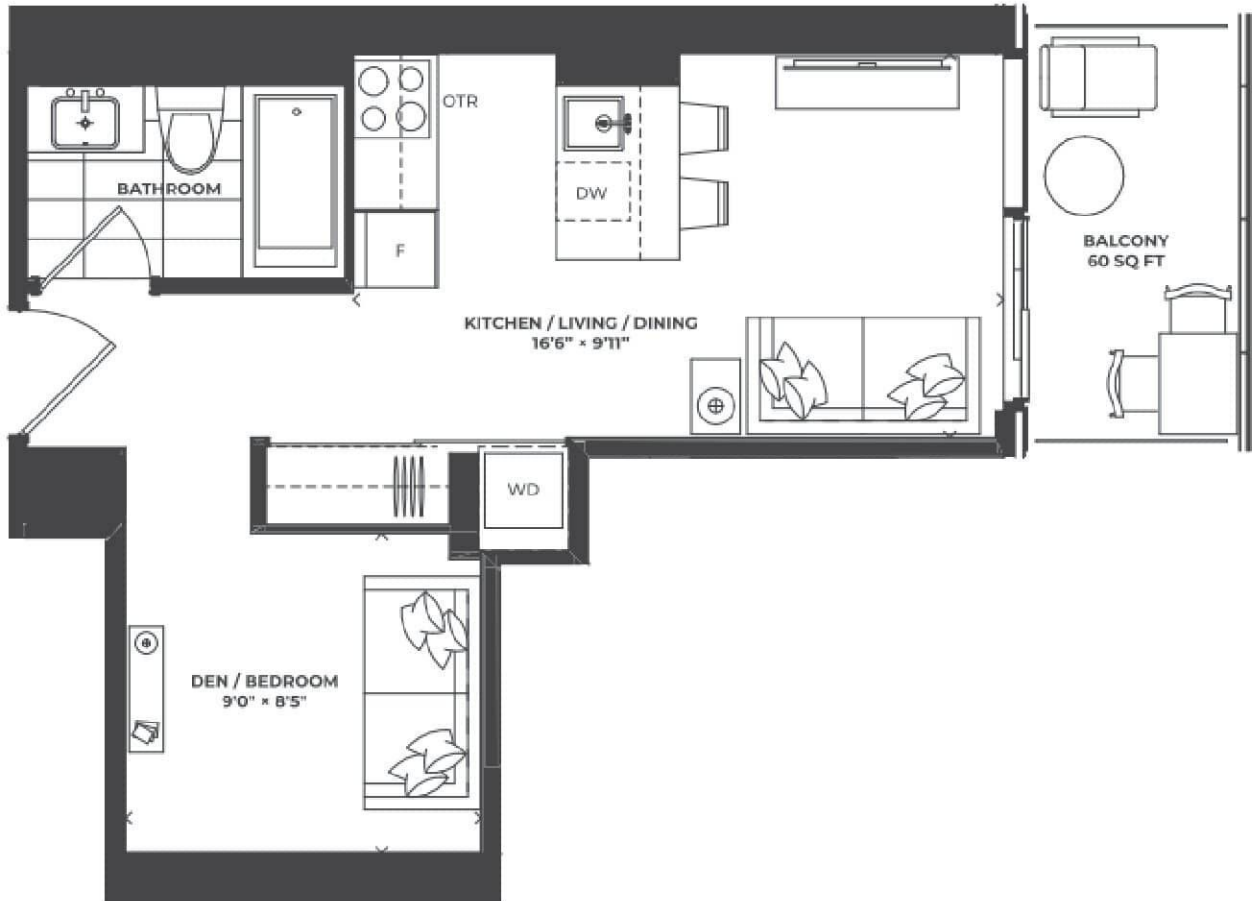 OTR
BATHROOM
DW
F
BALCONY
60 SQ FT
KITCHEN / LIVING / DINING
16'6" × 9'11"
WD
DEN / BEDROOM
9'0" × 8'5"